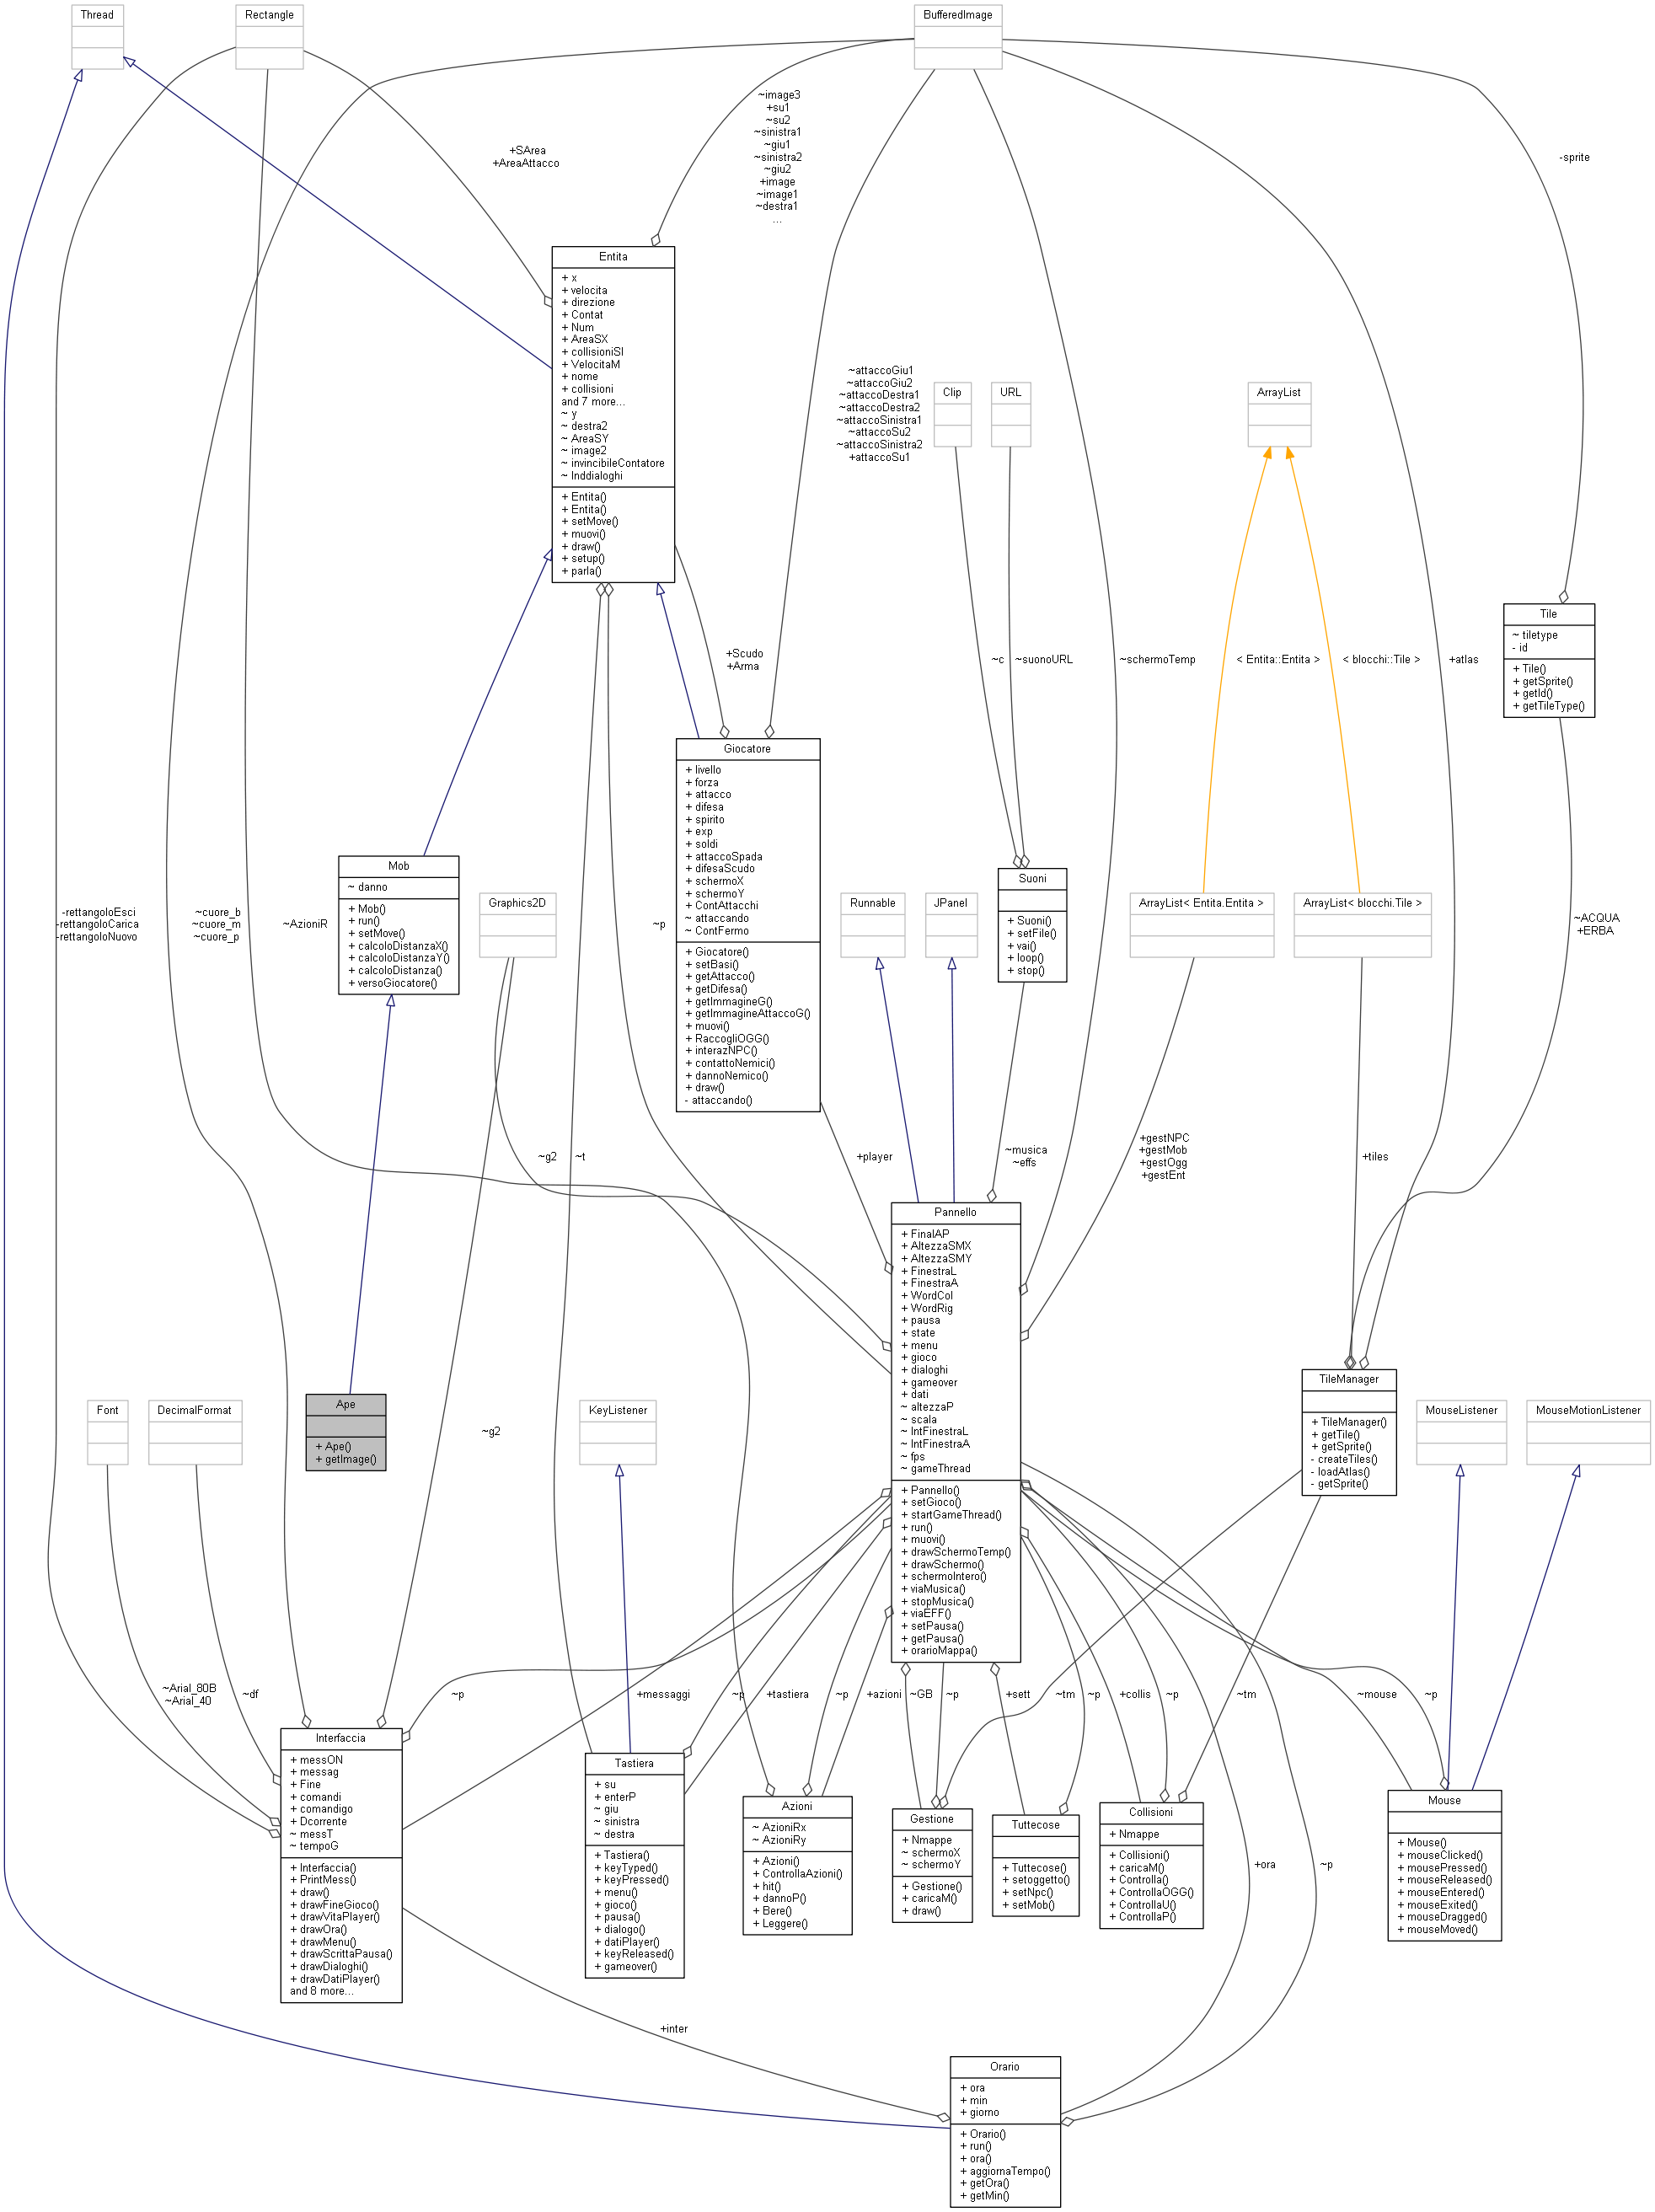 Thread
Rectangle
BufferedImage
~image3
+su1
~su2
~sinistra1
~giu1
~sinistra2
~giu2
+image
~image1
~destra1
...
+SArea
+AreaAttacco
-sprite
Entita
+ x
+ velocita
+ direzione
+ Contat
+ Num
+ AreaSX
+ collisioniSI
+ VelocitaM
+ nome
+ collisioni
and 7 more...
~ y
~ destra2
~ AreaSY
~ image2
~ invincibileContatore
~ Inddialoghi
+ Entita()
+ Entita()
+ setMove()
+ muovi()
+ draw()
+ setup()
+ parla()
~attaccoGiu1
~attaccoGiu2
~attaccoDestra1
~attaccoDestra2
~attaccoSinistra1
~attaccoSu2
~attaccoSinistra2
+attaccoSu1
Clip
URL
ArrayList
Tile
~ tiletype
- id
+ Tile()
+ getSprite()
+ getId()
+ getTileType()
+Scudo
+Arma
~c
~suonoURL
~schermoTemp
< Entita::Entita >
< blocchi::Tile >
+atlas
Giocatore
+ livello
+ forza
+ attacco
+ difesa
+ spirito
+ exp
+ soldi
+ attaccoSpada
+ difesaScudo
+ schermoX
+ schermoY
+ ContAttacchi
~ attaccando
~ ContFermo
+ Giocatore()
+ setBasi()
+ getAttacco()
+ getDifesa()
+ getImmagineG()
+ getImmagineAttaccoG()
+ muovi()
+ RaccogliOGG()
+ interazNPC()
+ contattoNemici()
+ dannoNemico()
+ draw()
- attaccando()
Mob
~ danno
+ Mob()
+ run()
+ setMove()
+ calcoloDistanzaX()
+ calcoloDistanzaY()
+ calcoloDistanza()
+ versoGiocatore()
Suoni
+ Suoni()
+ setFile()
+ vai()
+ loop()
+ stop()
Graphics2D
Runnable
JPanel
ArrayList< Entita.Entita >
ArrayList< blocchi.Tile >
-rettangoloEsci
-rettangoloCarica
-rettangoloNuovo
~cuore_b
~cuore_m
~cuore_p
~AzioniR
~p
~ACQUA
+ERBA
~g2
~t
+player
~musica
~effs
+gestNPC
+gestMob
+gestOgg
+gestEnt
+tiles
Pannello
+ FinalAP
+ AltezzaSMX
+ AltezzaSMY
+ FinestraL
+ FinestraA
+ WordCol
+ WordRig
+ pausa
+ state
+ menu
+ gioco
+ dialoghi
+ gameover
+ dati
~ altezzaP
~ scala
~ IntFinestraL
~ IntFinestraA
~ fps
~ gameThread
+ Pannello()
+ setGioco()
+ startGameThread()
+ run()
+ muovi()
+ drawSchermoTemp()
+ drawSchermo()
+ schermoIntero()
+ viaMusica()
+ stopMusica()
+ viaEFF()
+ setPausa()
+ getPausa()
+ orarioMappa()
TileManager
+ TileManager()
+ getTile()
+ getSprite()
- createTiles()
- loadAtlas()
- getSprite()
Font
DecimalFormat
Ape
+ Ape()
+ getImage()
~g2
KeyListener
MouseListener
MouseMotionListener
~Arial_80B
~Arial_40
~df
~p
+messaggi
~p
+tastiera
~p
+azioni
~GB
~p
+sett
~tm
~p
+collis
~p
~tm
~mouse
~p
Interfaccia
+ messON
+ messag
+ Fine
+ comandi
+ comandigo
+ Dcorrente
~ messT
~ tempoG
+ Interfaccia()
+ PrintMess()
+ draw()
+ drawFineGioco()
+ drawVitaPlayer()
+ drawOra()
+ drawMenu()
+ drawScrittaPausa()
+ drawDialoghi()
+ drawDatiPlayer()
and 8 more...
Tastiera
+ su
+ enterP
~ giu
~ sinistra
~ destra
+ Tastiera()
+ keyTyped()
+ keyPressed()
+ menu()
+ gioco()
+ pausa()
+ dialogo()
+ datiPlayer()
+ keyReleased()
+ gameover()
Azioni
~ AzioniRx
~ AzioniRy
+ Azioni()
+ ControllaAzioni()
+ hit()
+ dannoP()
+ Bere()
+ Leggere()
Gestione
+ Nmappe
~ schermoX
~ schermoY
+ Gestione()
+ caricaM()
+ draw()
Tuttecose
+ Tuttecose()
+ setoggetto()
+ setNpc()
+ setMob()
Collisioni
+ Nmappe
+ Collisioni()
+ caricaM()
+ Controlla()
+ ControllaOGG()
+ ControllaU()
+ ControllaP()
Mouse
+ Mouse()
+ mouseClicked()
+ mousePressed()
+ mouseReleased()
+ mouseEntered()
+ mouseExited()
+ mouseDragged()
+ mouseMoved()
+ora
~p
+inter
Orario
+ ora
+ min
+ giorno
+ Orario()
+ run()
+ ora()
+ aggiornaTempo()
+ getOra()
+ getMin()